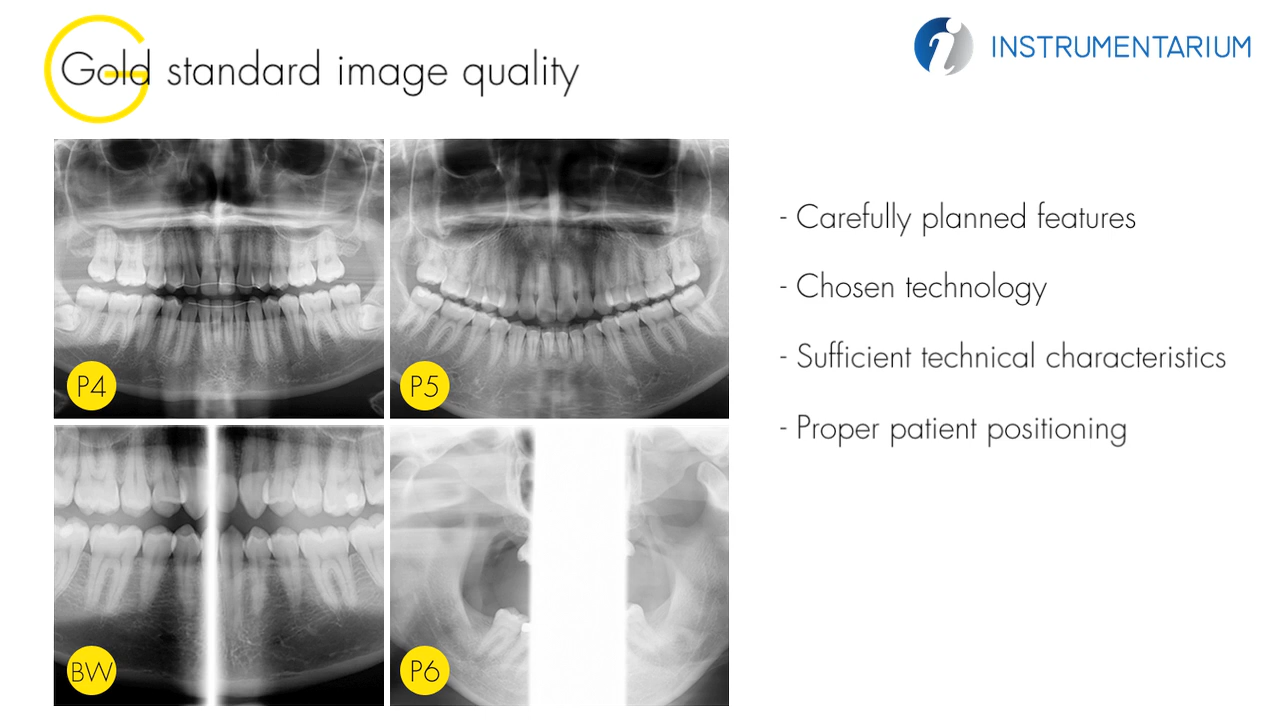 Gold standard image quality
INSTRUMENTARIUM
P4
P5
BW
P6
- Carefully planned features
- Chosen technology
- Sufficient technical characteristics
- Proper patient positioning